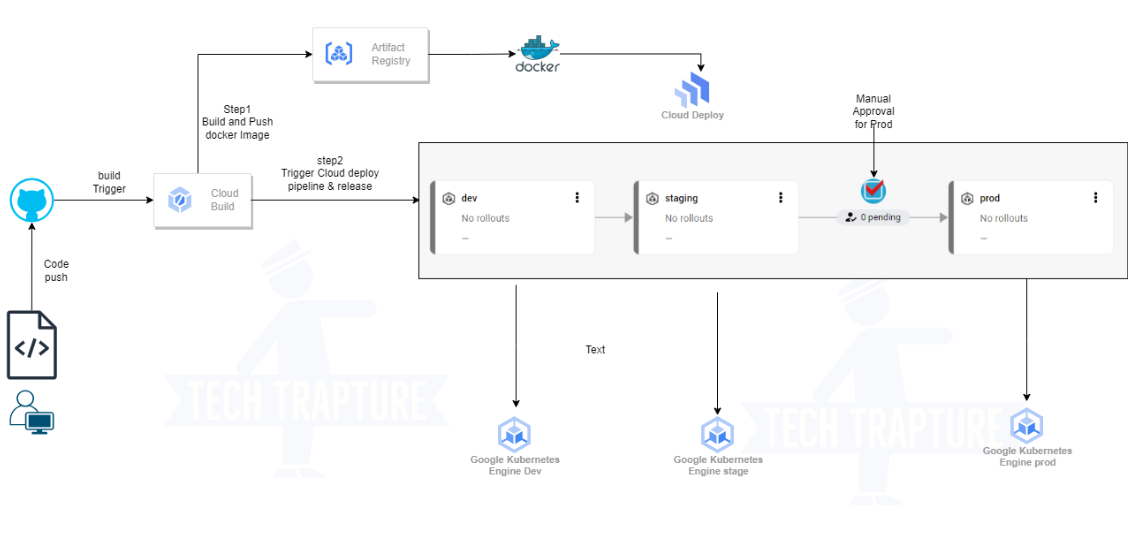 Artifact
Registry
docker
Cloud Deploy
Manual
Approval
for Prod
Step1
Build and Push
docker Image
step2
Trigger Cloud deploy
pipeline & release
build
Trigger
Cloud
Build
dev
No rollouts
–
staging
No rollouts
–
0 pending
prod
No rollouts
–
Code
push
</>
Text
TECH TRAPTURE
TECH TRAPTURE
Google Kubernetes
Engine Dev
Google Kubernetes
Engine stage
Google Kubernetes
Engine prod